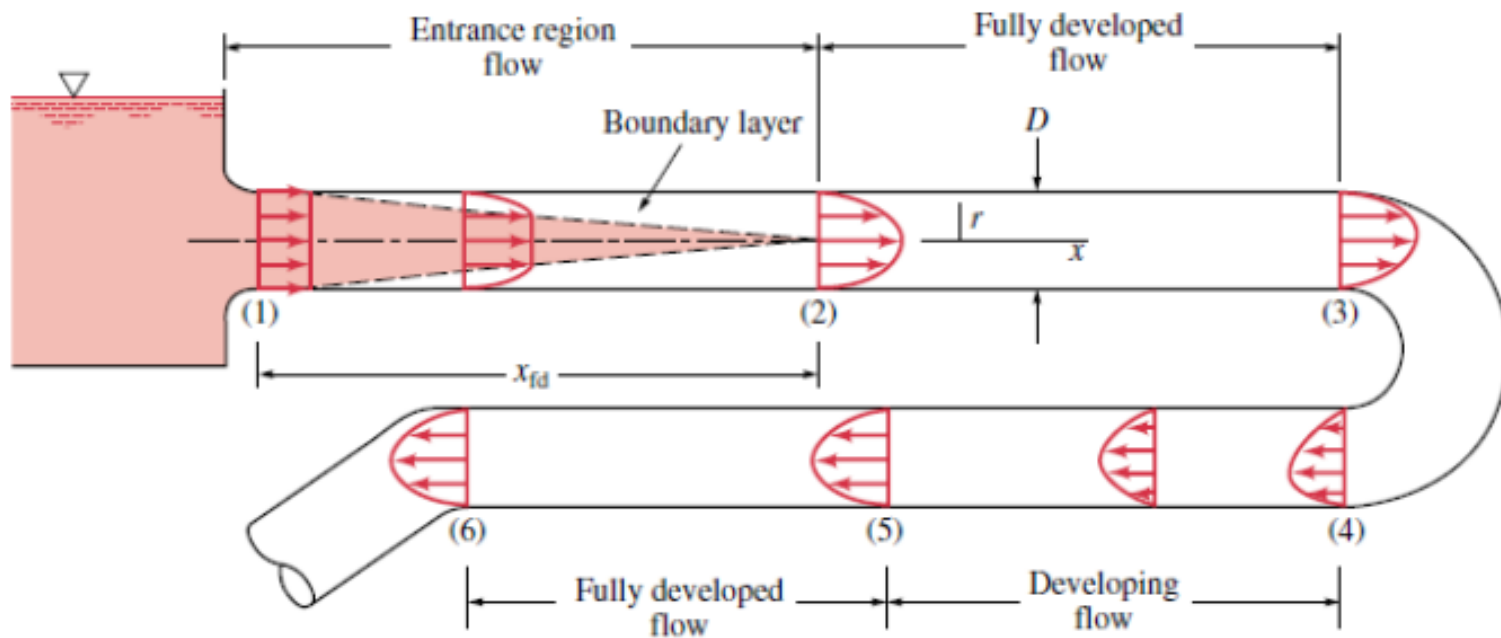 Entrance region
flow
Fully developed
flow
Boundary layer
D
r
x
(1)
(2)
(3)
xfd
(6)
(5)
(4)
Fully developed
flow
Developing
flow